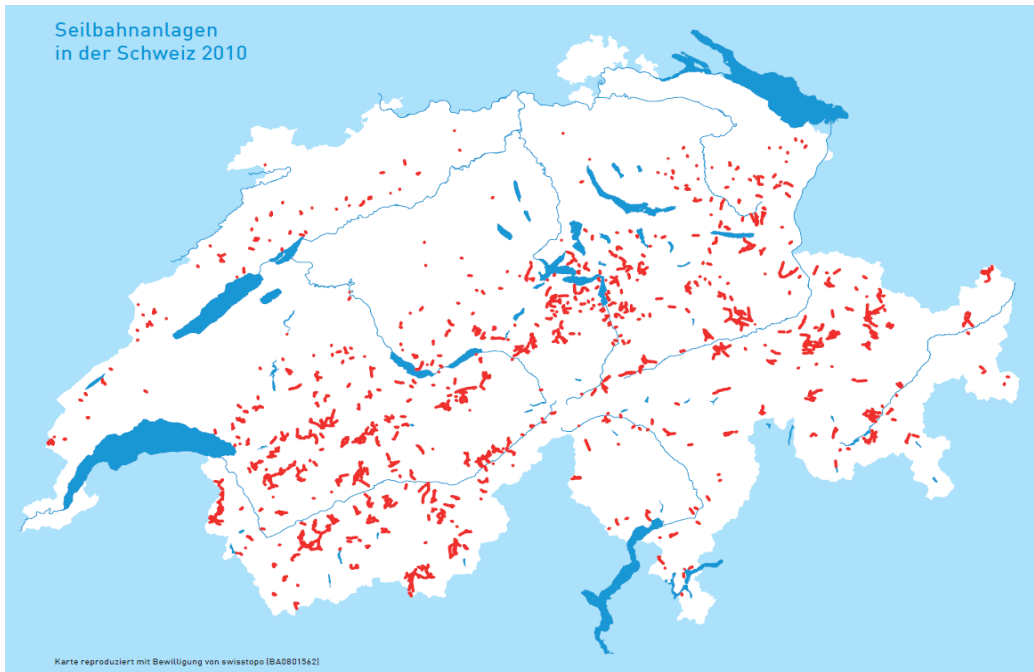 Seilbahnanlagen
in der Schweiz 2010
Karte reproduziert mit Bewilligung von swisstopo (BA0801562)